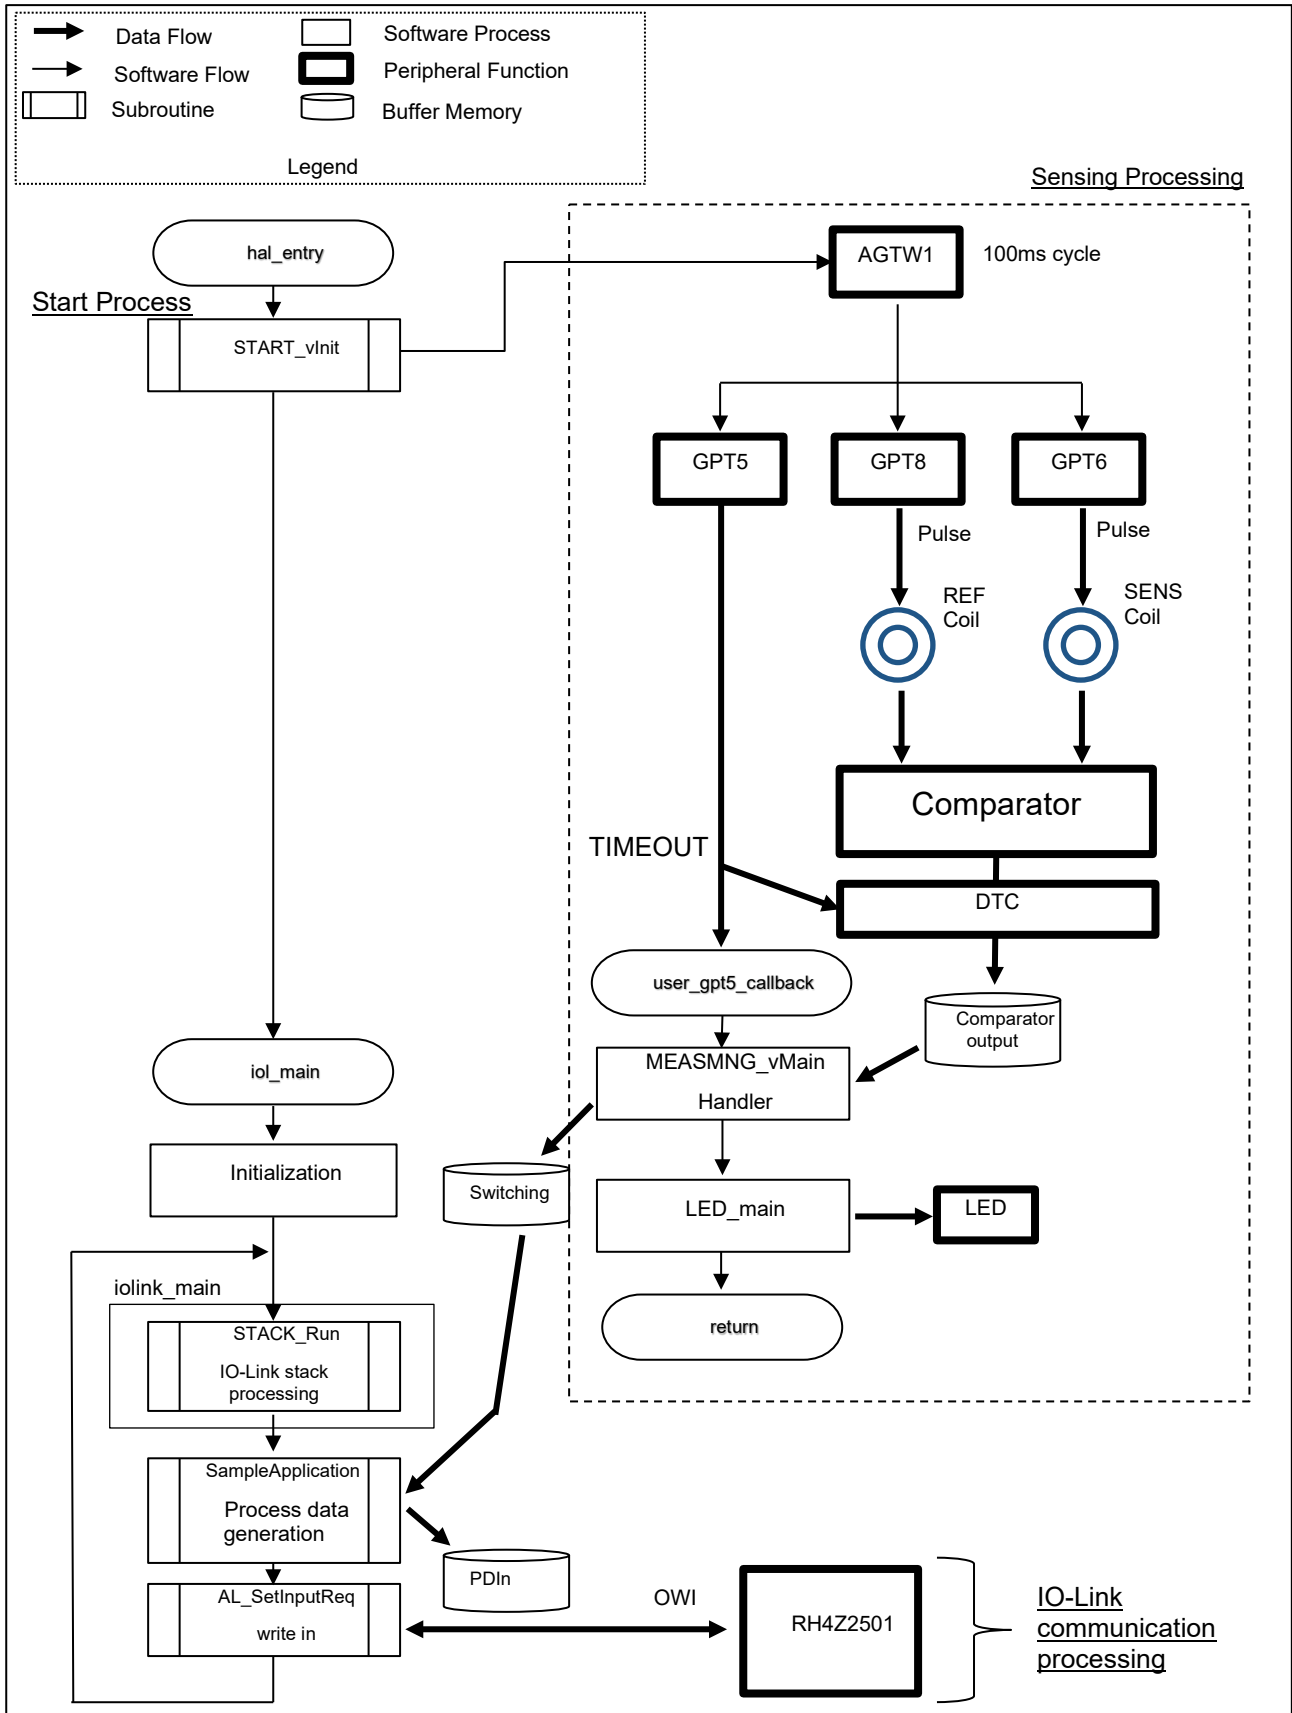 Data Flow
Software Process
Software Flow
Peripheral Function
Subroutine
Buffer Memory
Legend
Sensing Processing
hal_entry
AGTW1
100ms cycle
Start Process
START_vInit
GPT5
GPT8
GPT6
Pulse
Pulse
REF
Coil
SENS
Coil
Comparator
TIMEOUT
DTC
user_gpt5_callback
Comparator
output
iol_main
MEASMNG_vMain
Handler
Initialization
Switching
LED_main
LED
iolink_main
STACK_Run
IO-Link stack
processing
return
SampleApplication
Process data
generation
PDIn
AL_SetInputReq
write in
OWI
RH4Z2501
IO-Link
communication
processing